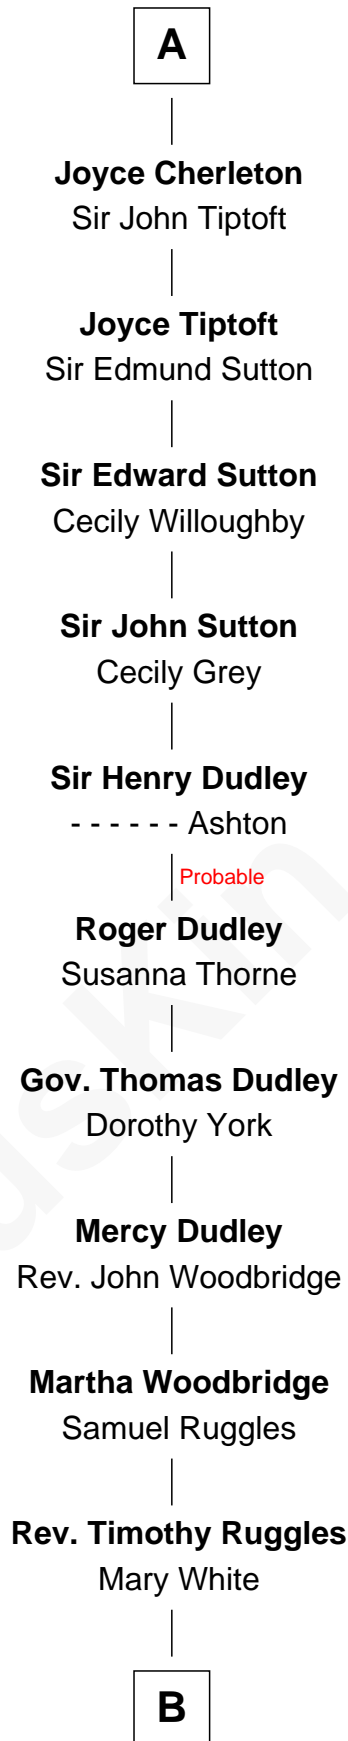 A
Joyce Cherleton
Sir John Tiptoft
Joyce Tiptoft
Sir Edmund Sutton
Sir Edward Sutton
Cecily Willoughby
Sir John Sutton
Cecily Grey
Sir Henry Dudley
- - - - - - Ashton
Probable
Roger Dudley
Susanna Thorne
Gov. Thomas Dudley
Dorothy York
Mercy Dudley
Rev. John Woodbridge
Martha Woodbridge
Samuel Ruggles
Rev. Timothy Ruggles
Mary White
B